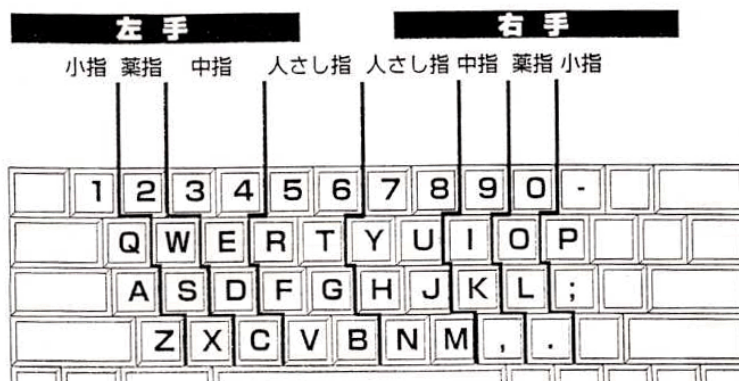 左手 右手
小指 薬指 中指 人さし指 人さし指 中指 薬指 小指
1 2 3 4 5 6 7 8 9 0 -
Q W E R T Y U I O P
A S D F G H J K L ;
Z X C V B N M , .